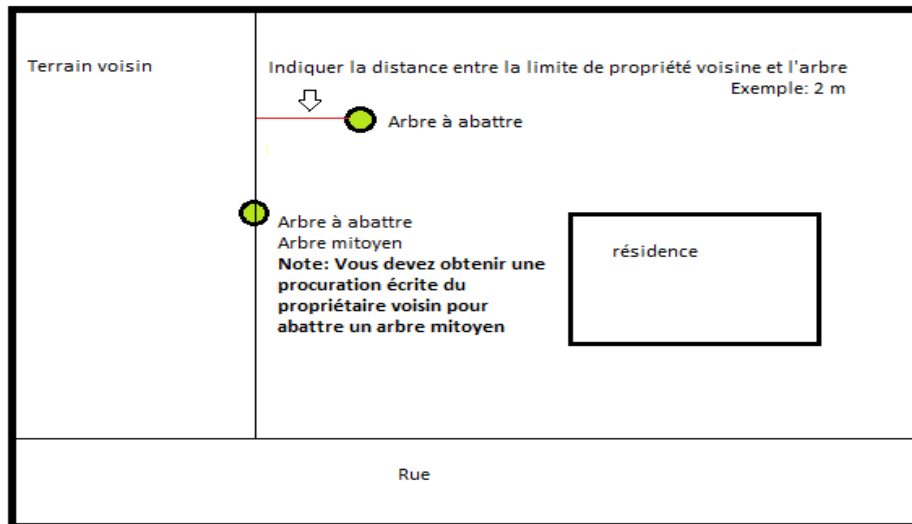 Terrain voisin
Indiquer la distance entre la limite de propriété voisine et l'arbre
Exemple: 2 m
Arbre à abattre
Arbre à abattre
Arbre mitoyen
Note: Vous devez obtenir une
procuration écrite du
propriétaire voisin pour
abattre un arbre mitoyen
résidence
Rue